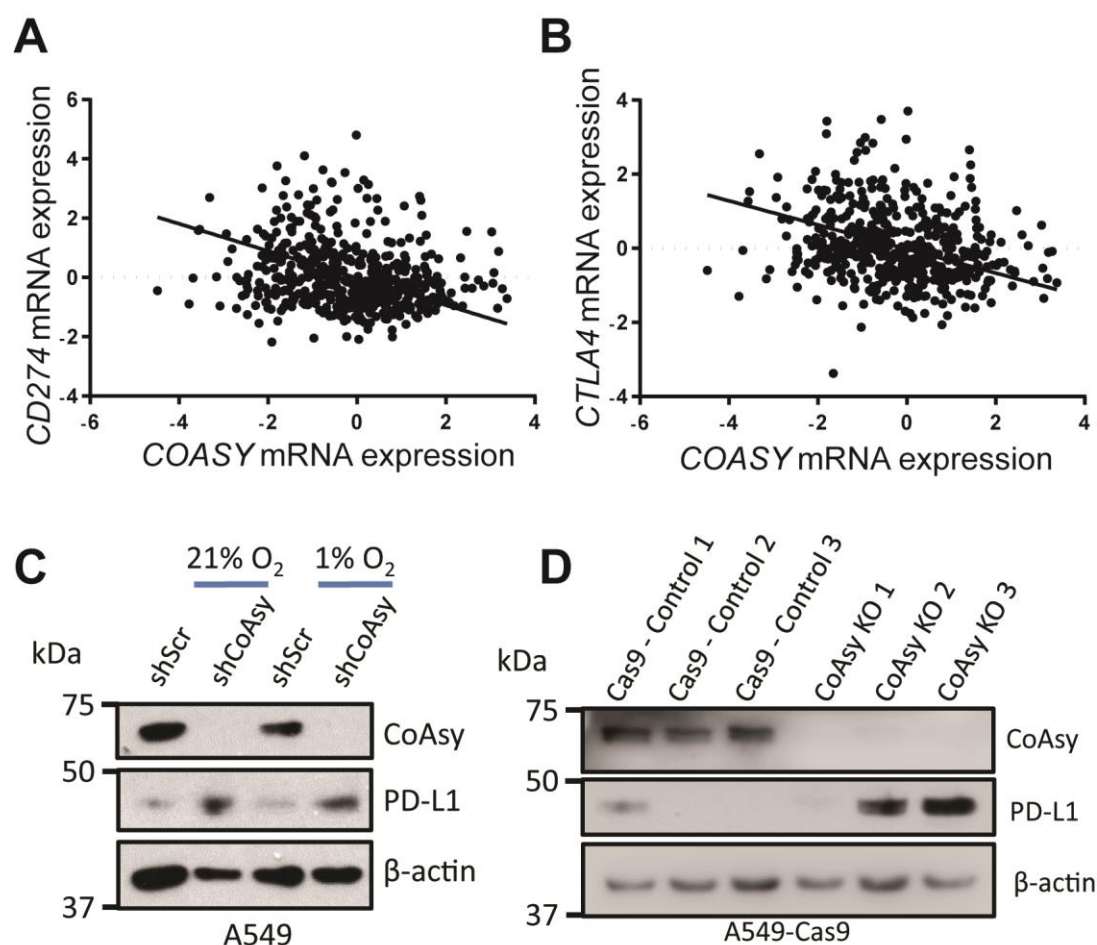 A
B
6
4
2
0
-2
-4
-6
-4
-2
0
2
4
CD274 mRNA expression
COASY mRNA expression
4
2
0
-2
-4
-6
-4
-2
0
2
4
CTLA4 mRNA expression
COASY mRNA expression
C
21% O2 1% O2
kDa
shScr
shCoAsy
shScr
shCoAsy
75
50
37
CoAsy
PD-L1
β-actin
A549
D
kDa
Cas9 - Control 1
Cas9 - Control 2
Cas9 - Control 3
CoAsy KO 1
CoAsy KO 2
CoAsy KO 3
75
50
37
CoAsy
PD-L1
β-actin
A549-Cas9